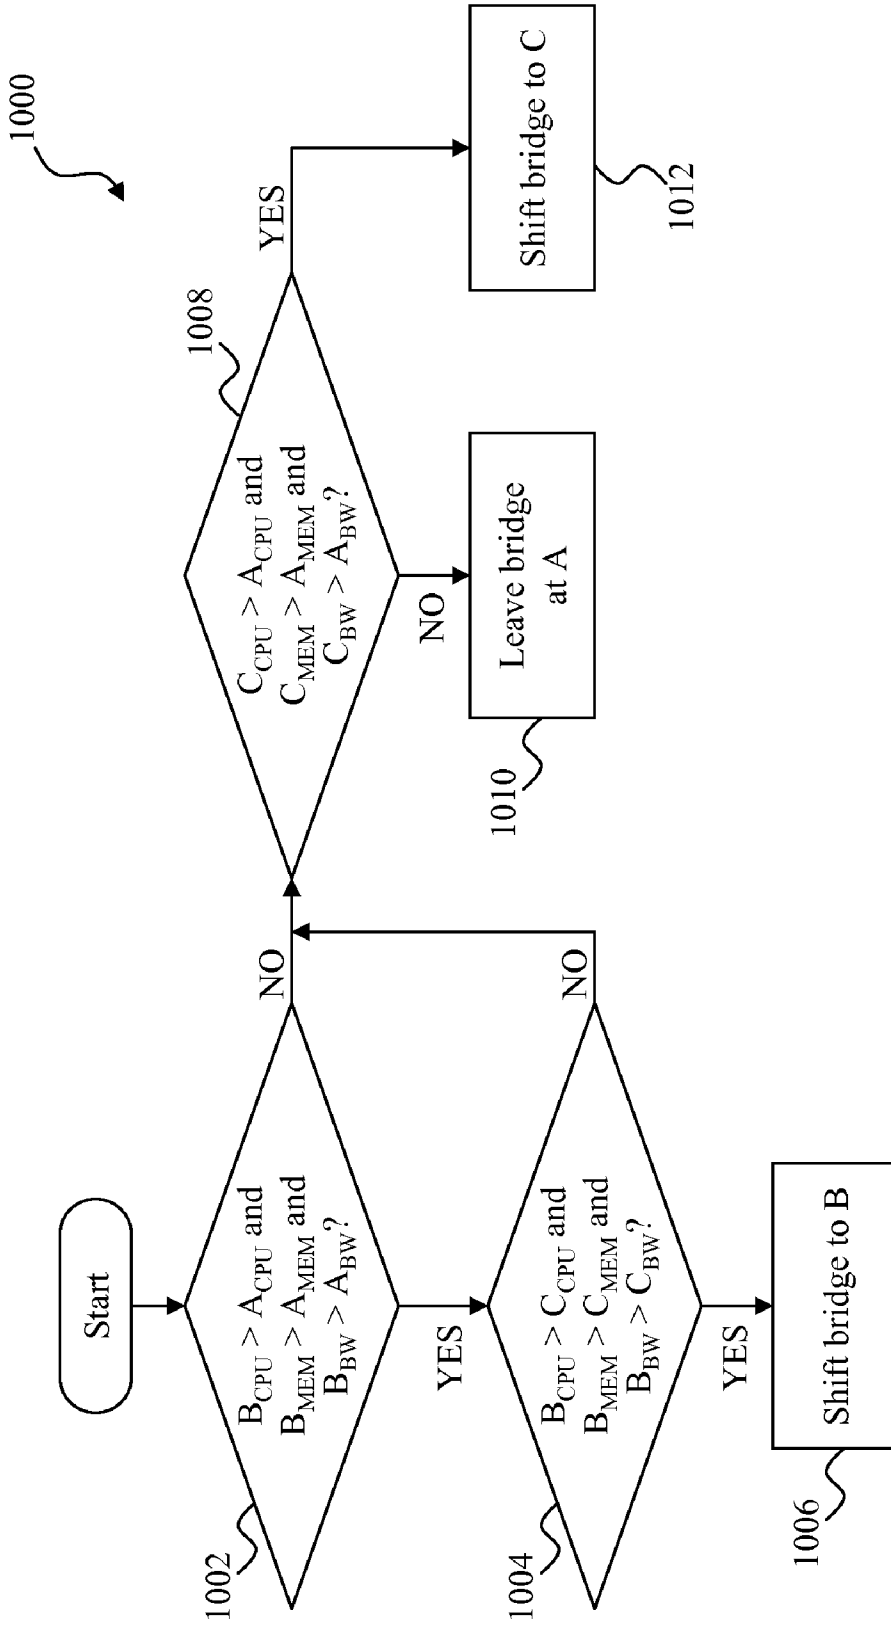 1000
Start
1002
B_CPU > A_CPU and
B_MEM > A_MEM and
B_BW > A_BW?
NO
YES
1004
B_CPU > C_CPU and
B_MEM > C_MEM and
B_BW > C_BW?
NO
YES
1006
Shift bridge to B
1008
C_CPU > A_CPU and
C_MEM > A_MEM and
C_BW > A_BW?
YES
NO
1010
Leave bridge
at A
Shift bridge to C
1012